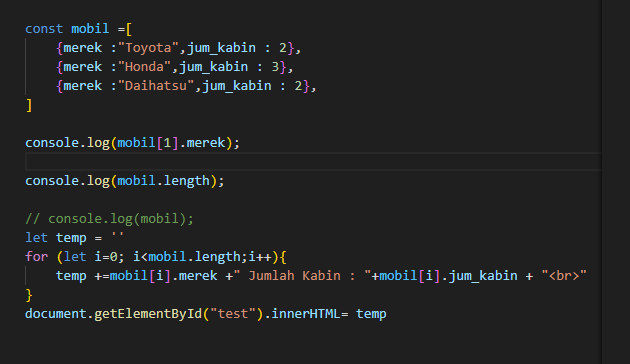 const mobil =[
    {merek :"Toyota",jum_kabin : 2},
    {merek :"Honda",jum_kabin : 3},
    {merek :"Daihatsu",jum_kabin : 2},
]
console.log(mobil[1].merek);
console.log(mobil.length);
// console.log(mobil);
let temp = ''
for (let i=0; i<mobil.length;i++){
    temp +=mobil[i].merek +" Jumlah Kabin : "+mobil[i].jum_kabin + "<br>"
}
document.getElementById("test").innerHTML= temp